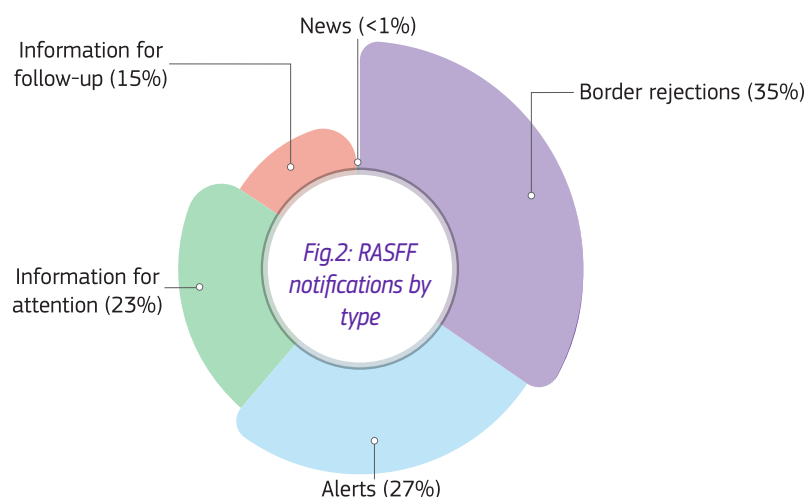 News (<1%)
Information for
follow-up (15%)
Border rejections (35%)
Fig.2: RASFF
notifications by
type
Information for
attention (23%)
Alerts (27%)